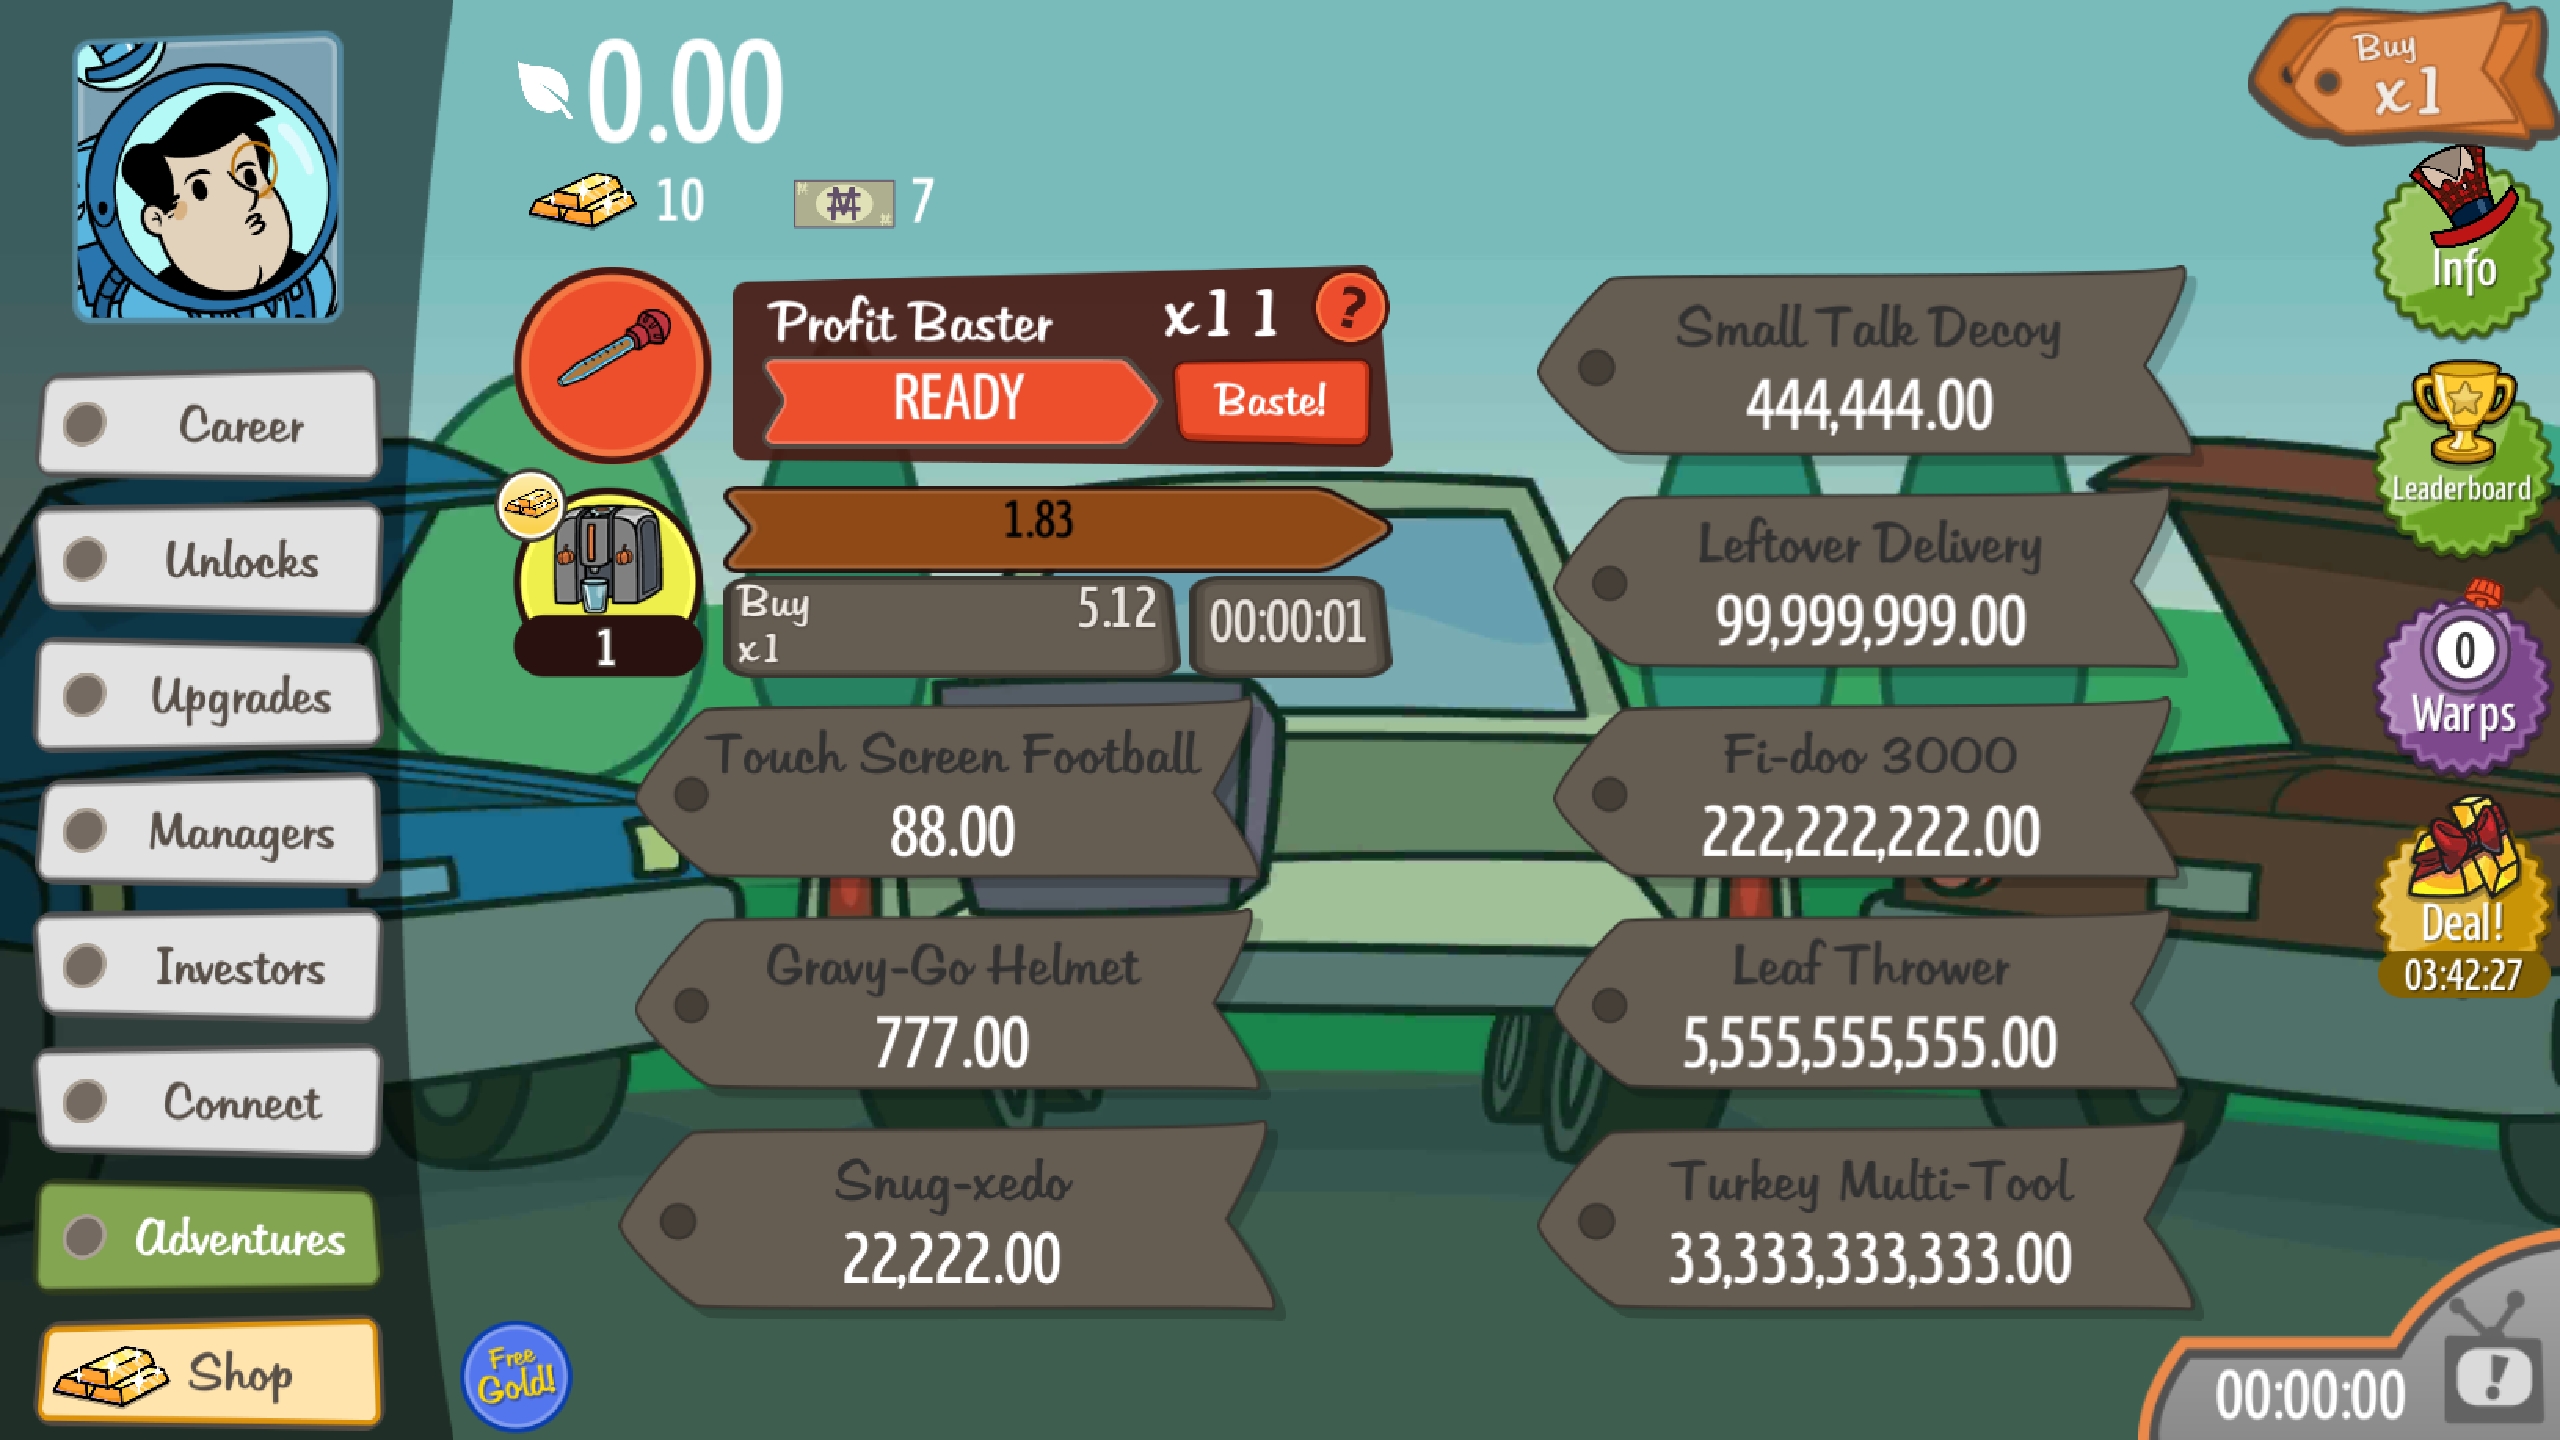 0.00
10
7
Buy
x1
Info
Leaderboard
0
Warps
Deal!
03:42:27
Career
Unlocks
Upgrades
Managers
Investors
Connect
Adventures
Shop
Free
Gold!
Profit Baster
x11
?
READY
Baste!
1.83
1
Buy
x1
5.12
00:00:01
Touch Screen Football
88.00
Gravy-Go Helmet
777.00
Snug-xedo
22,222.00
Small Talk Decoy
444,444.00
Leftover Delivery
99,999,999.00
Fi-doo 3000
222,222,222.00
Leaf Thrower
5,555,555,555.00
Turkey Multi-Tool
33,333,333,333.00
00:00:00
!